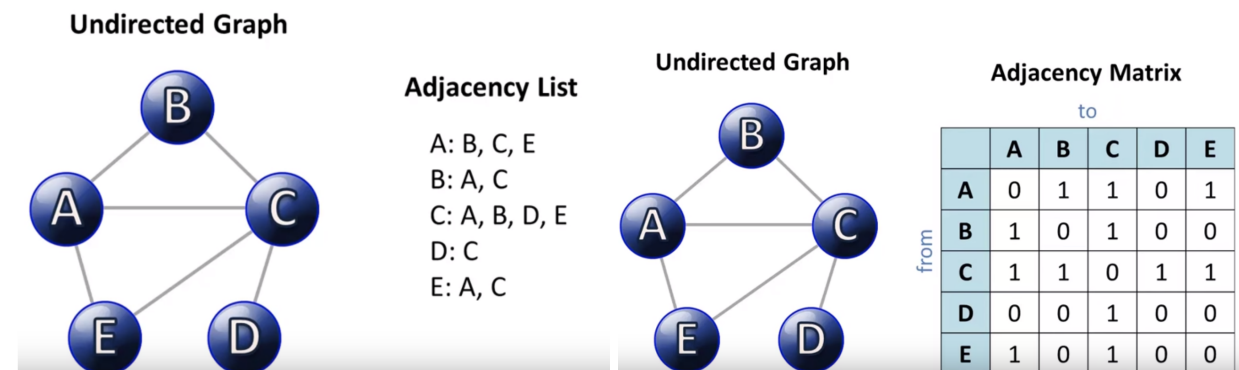 Undirected Graph
B
A
C
E
D
Adjacency List
A: B, C, E
B: A, C
C: A, B, D, E
D: C
E: A, C
Undirected Graph
B
A
C
E
D
Adjacency Matrix
to
from
A B C D E
A 0 1 1 0 1
B 1 0 1 0 0
C 1 1 0 1 1
D 0 0 1 0 0
E 1 0 1 0 0